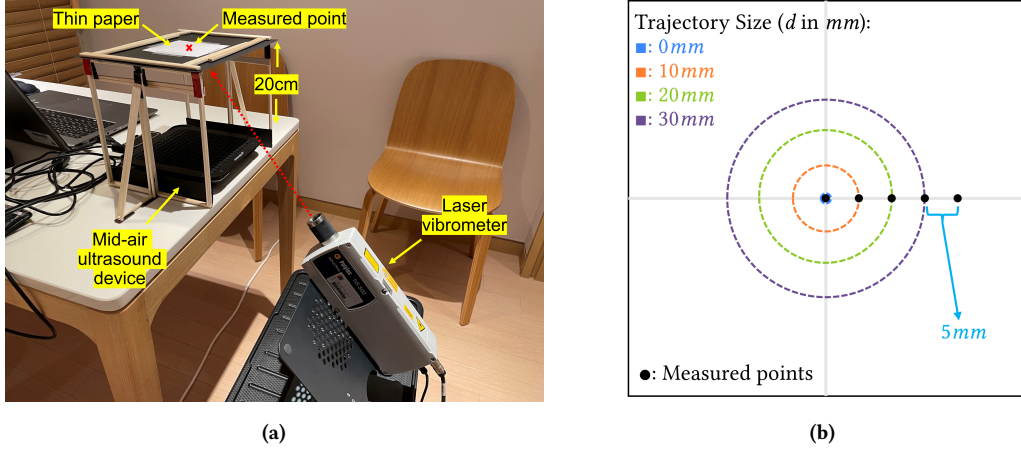 Thin paper
Measured point
20cm
Laser
vibrometer
Mid-air
ultrasound
device
(a)
Trajectory Size (d in mm):
■: 0mm
■: 10mm
■: 20mm
■: 30mm
5mm
●: Measured points
(b)